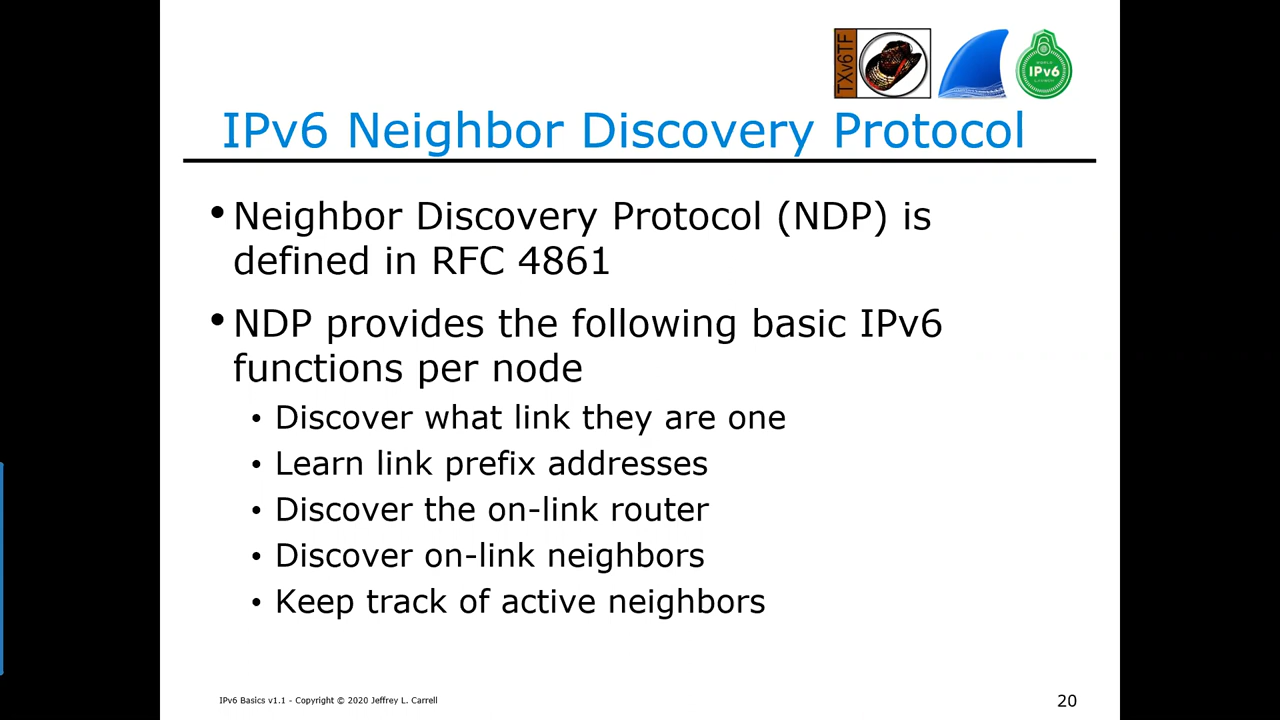 TXv6TF
WORLD
IPv6
LAUNCH
IPv6 Neighbor Discovery Protocol
• Neighbor Discovery Protocol (NDP) is
defined in RFC 4861
• NDP provides the following basic IPv6
functions per node
• Discover what link they are one
• Learn link prefix addresses
• Discover the on-link router
• Discover on-link neighbors
• Keep track of active neighbors
IPv6 Basics v1.1 - Copyright © 2020 Jeffrey L. Carrell
20